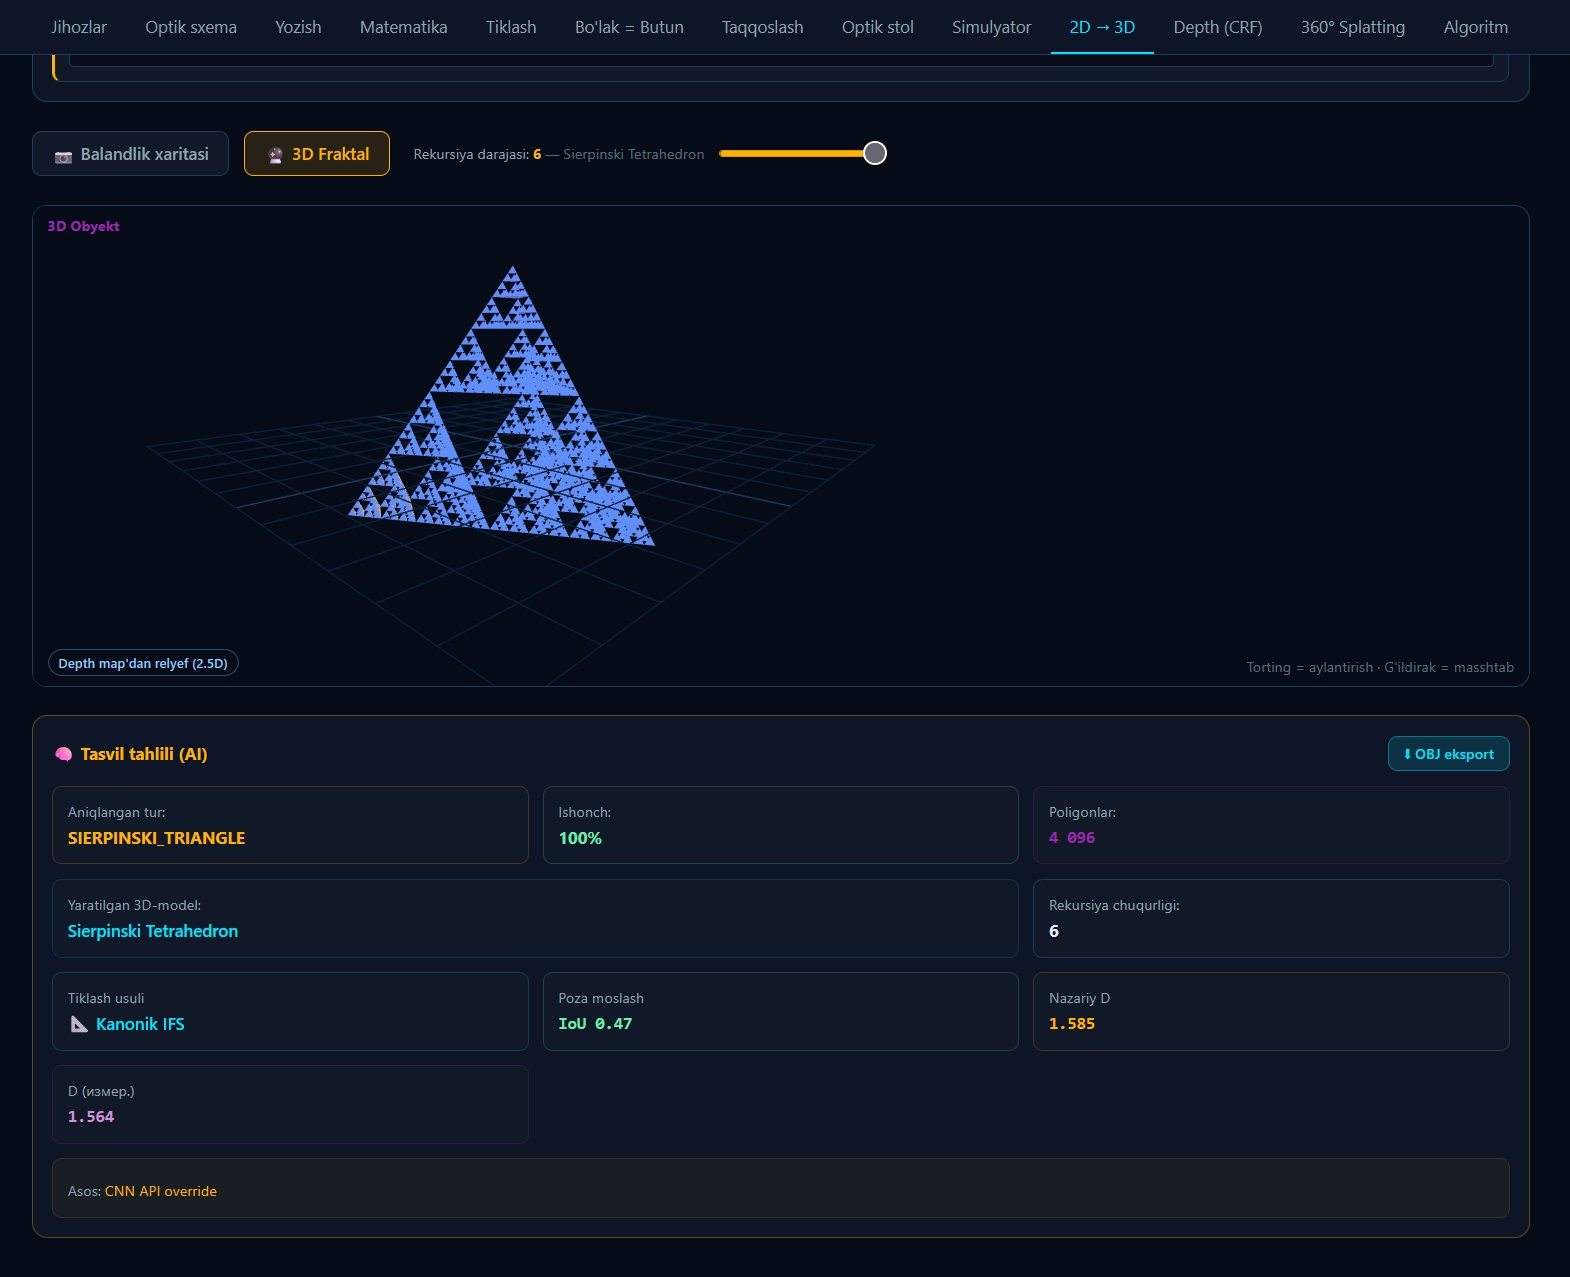 Jihozlar Optik sxema Yozish Matematika Tiklash Bo'lak = Butun Taqqoslash Optik stol Simulyator 2D → 3D Depth (CRF) 360° Splatting Algoritm
Balandlik xaritasi 3D Fraktal Rekursiya darajasi: 6 — Sierpinski Tetrahedron
3D Obyekt
Depth map'dan relyef (2.5D)
Torting = aylantirish · G'ildirak = masshtab
Tasvil tahlili (AI)
⬇ OBJ eksport
Aniqlangan tur:
SIERPINSKI_TRIANGLE
Ishonch:
100%
Poligonlar:
4 096
Yaratilgan 3D-model:
Sierpinski Tetrahedron
Rekursiya chuqurligi:
6
Tiklash usuli
Kanonik IFS
Poza moslash
IoU 0.47
Nazariy D
1.585
D (измер.)
1.564
Asos: CNN API override